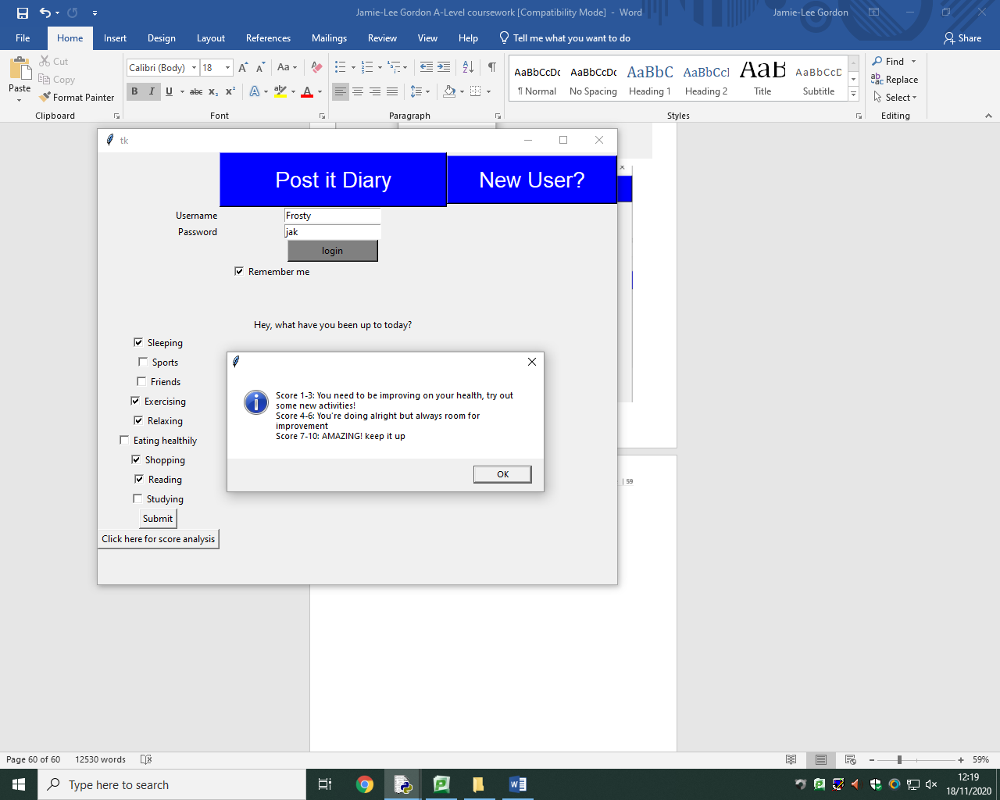 Jamie-Lee Gordon A-Level coursework [Compatibility Mode] - Word
Jamie-Lee Gordon
File Home Insert Design Layout References Mailings Review View Help Tell me what you want to do Share
Paste
Cut
Copy
Format Painter
Clipboard
Calibri (Body) 18
Aa
B I U abc x₂ x²
A ab A
Font
Paragraph
AaBbCcDc AaBbCcDc AaBbC AaBbCcI AaB AaBbCcD
¶ Normal No Spacing Heading 1 Heading 2 Title Subtitle
Styles
Find
Replace
Select
Editing
tk
Post it Diary
New User?
Username Frosty
Password jak
login
Remember me
Hey, what have you been up to today?
Sleeping
Sports
Friends
Exercising
Relaxing
Eating healthily
Shopping
Reading
Studying
Submit
Click here for score analysis
Score 1-3: You need to be improving on your health, try out
some new activities!
Score 4-6: You're doing alright but always room for
improvement
Score 7-10: AMAZING! keep it up
OK
| 59
Page 60 of 60 12530 words
59%
Type here to search
12:19
18/11/2020